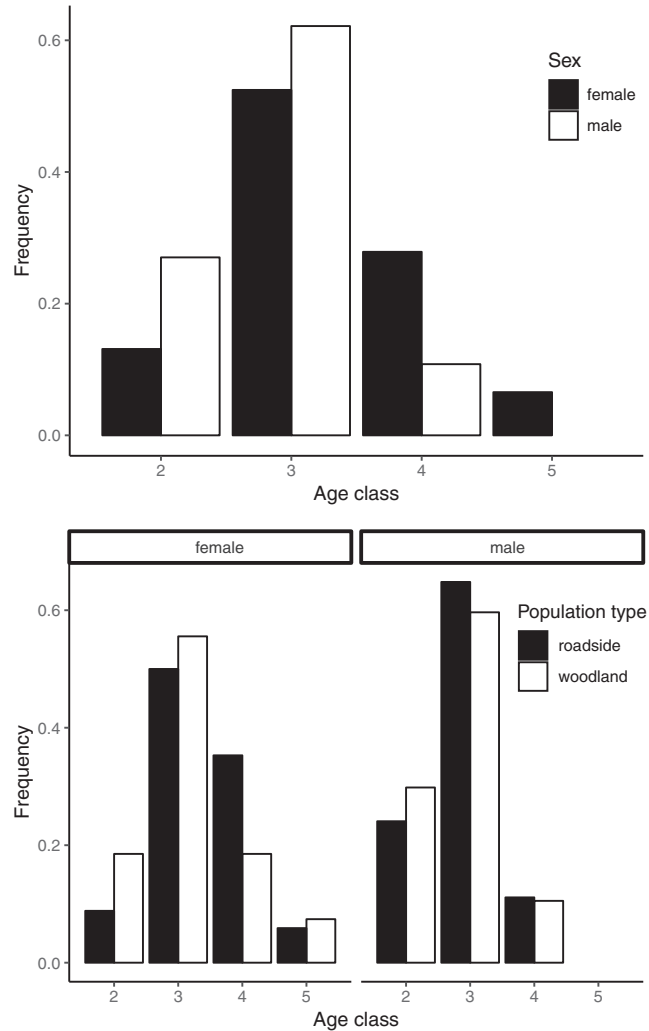 0.6
0.4
0.2
0.0
Frequency
Sex
female
male
2 3 4 5
Age class
female male
0.6
0.4
0.2
0.0
Frequency
Population type
roadside
woodland
2 3 4 5 2 3 4 5
Age class